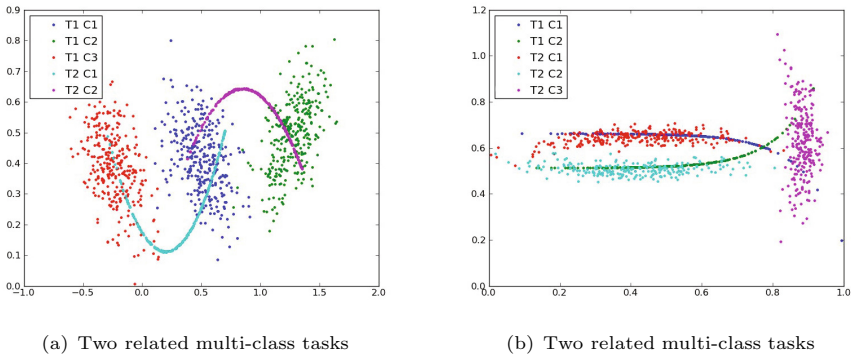 0.9
0.8
0.7
0.6
0.5
0.4
0.3
0.2
0.1
0.0
T1 C1
T1 C2
T1 C3
T2 C1
T2 C2
−1.0 −0.5 0.0 0.5 1.0 1.5 2.0
(a) Two related multi-class tasks
1.2
1.0
0.8
0.6
0.4
0.2
0.0
T1 C1
T1 C2
T2 C1
T2 C2
T2 C3
0.0 0.2 0.4 0.6 0.8 1.0
(b) Two related multi-class tasks